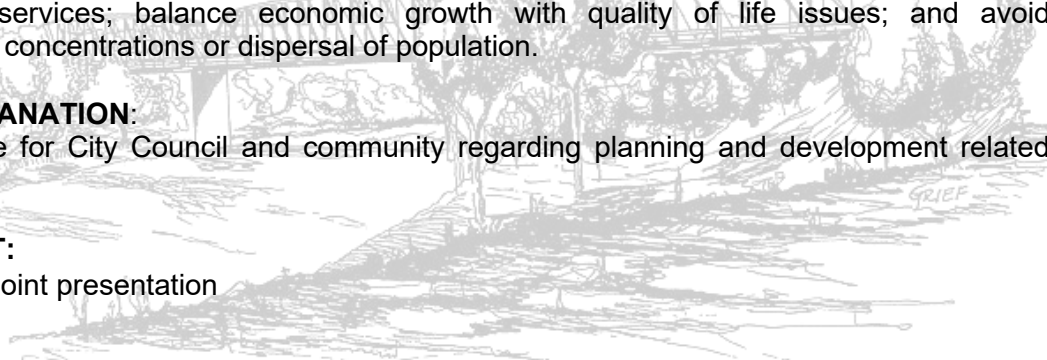 services; balance economic growth with quality of life issues; and avoid
concentrations or dispersal of population.
ANATION:
e for City Council and community regarding planning and development related
GRIEF
T:
oint presentation